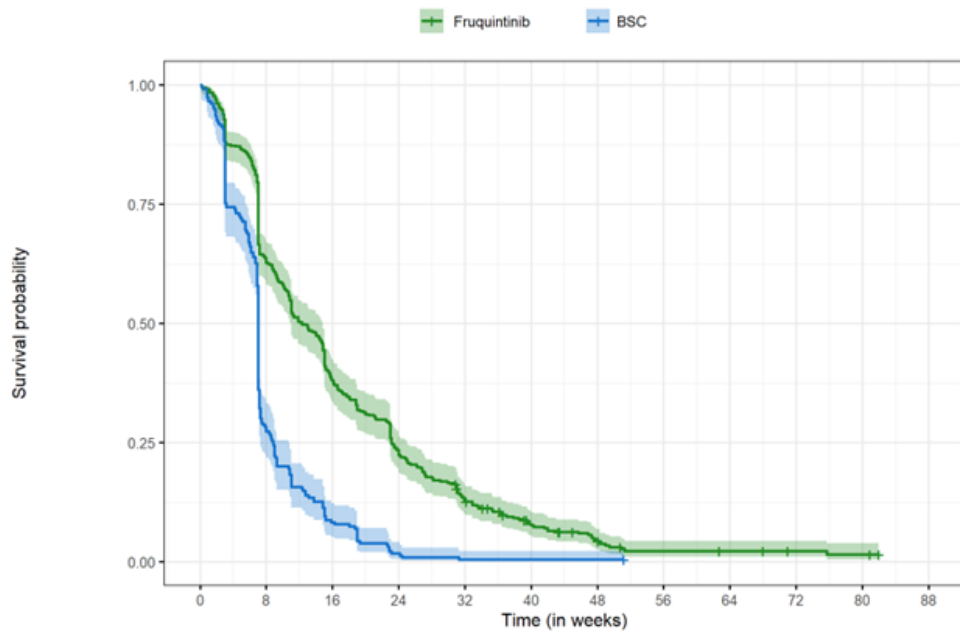 Fruquintinib BSC
Survival probability
1.00
0.75
0.50
0.25
0.00
0 8 16 24 32 40 48 56 64 72 80 88
Time (in weeks)